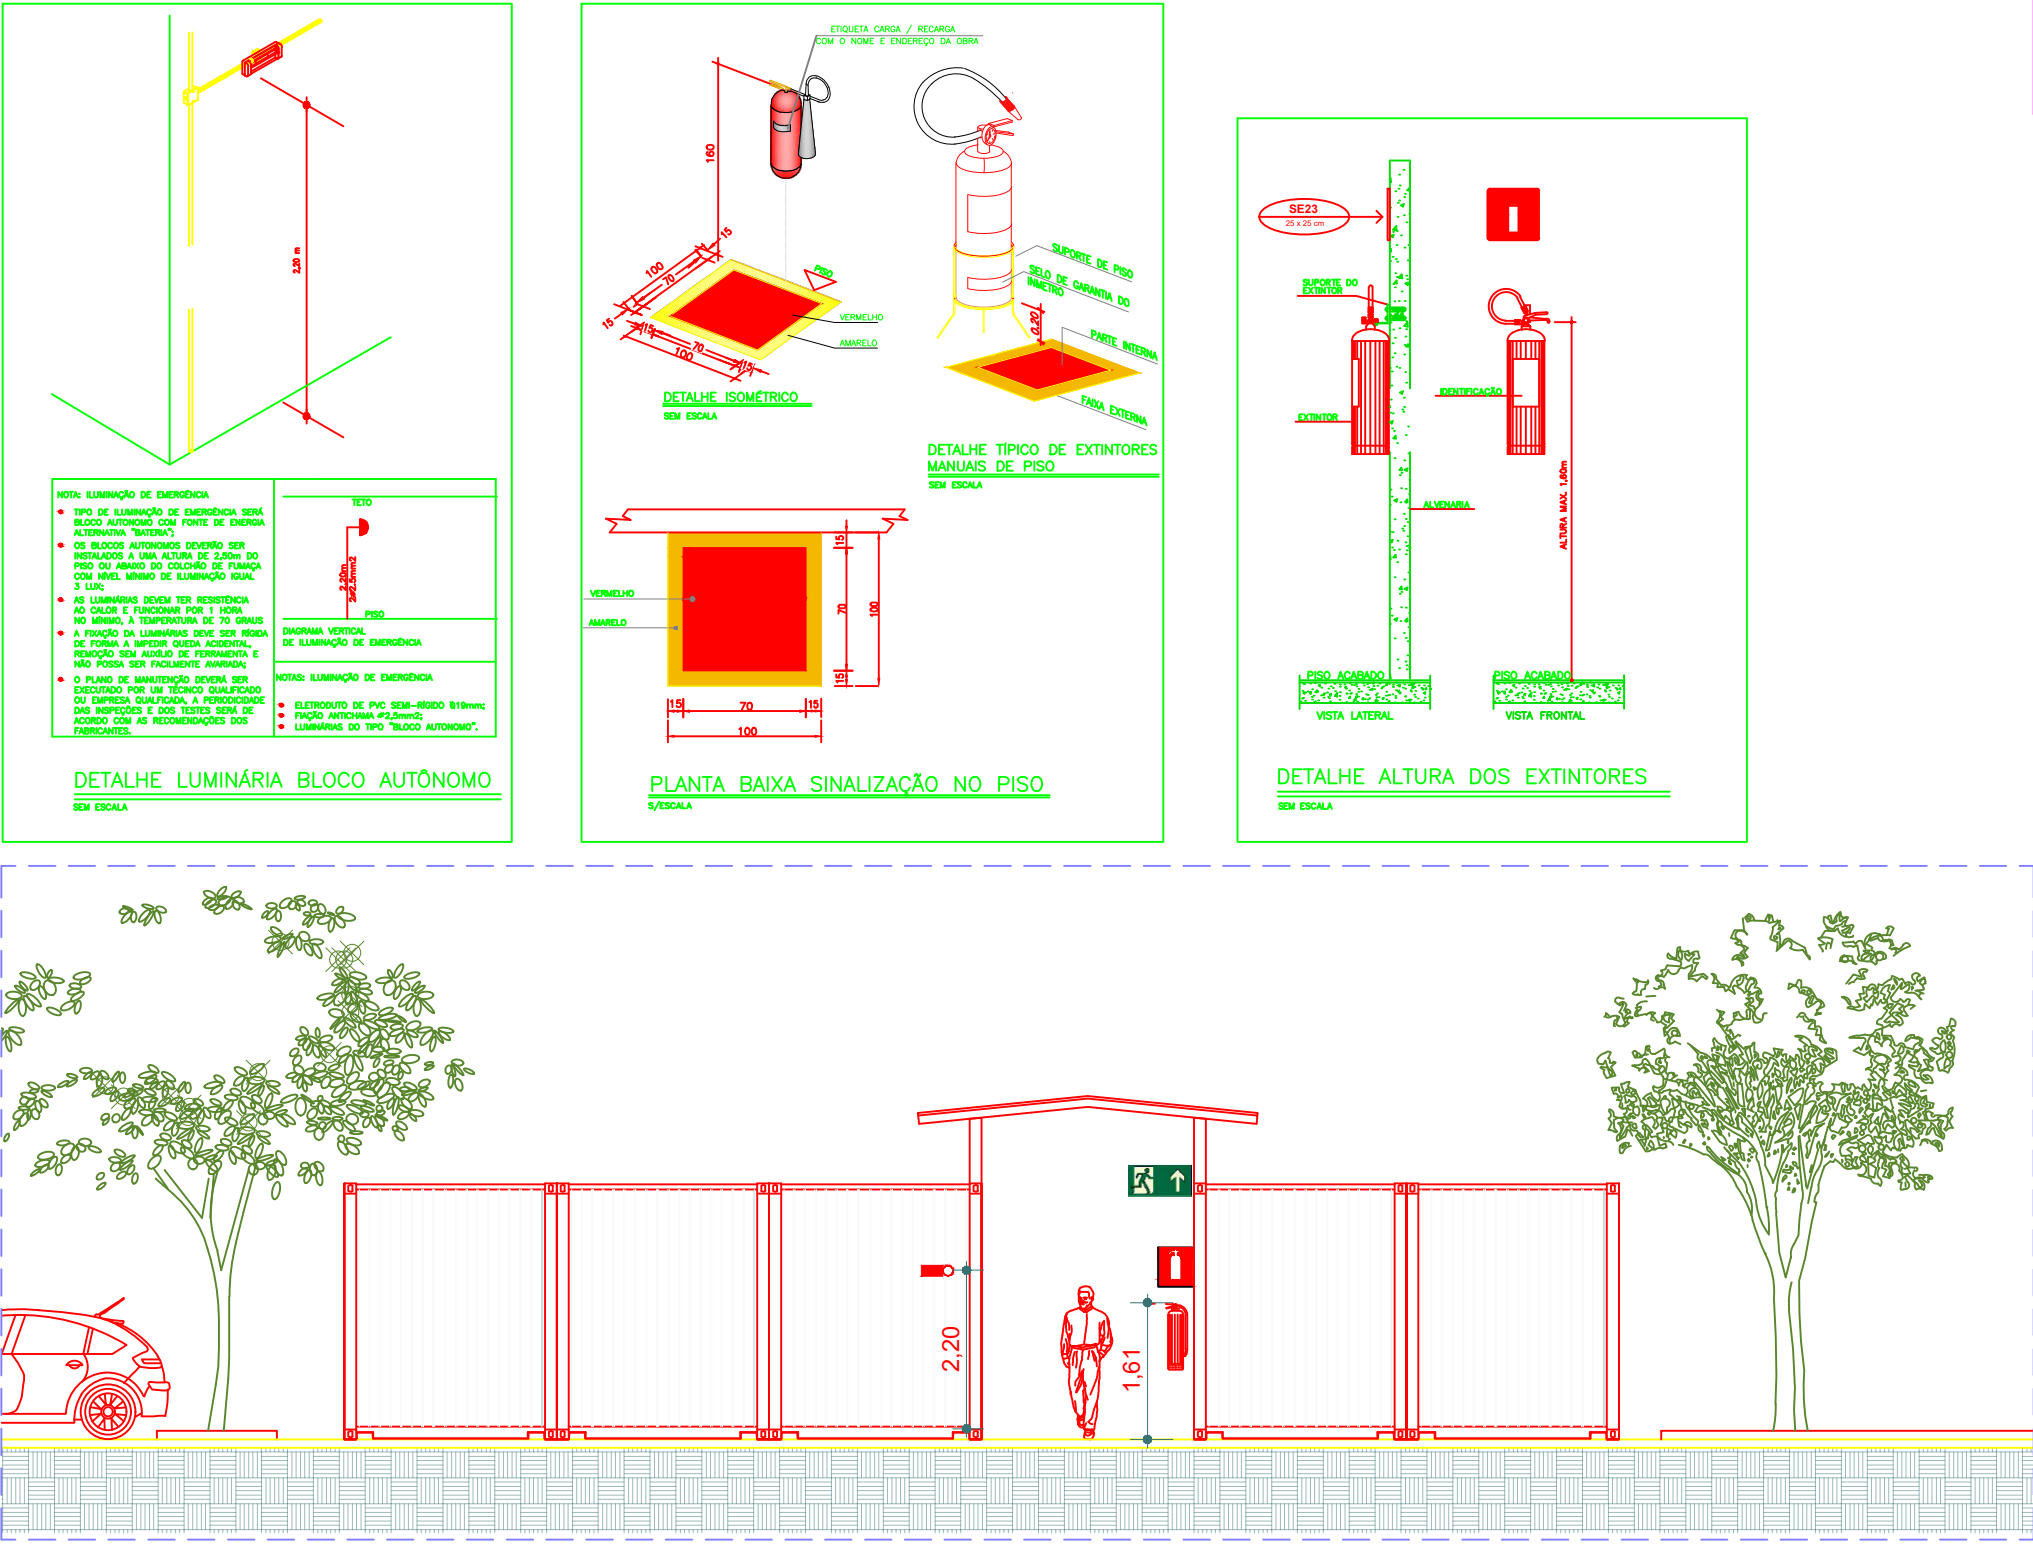 2,20 m
NOTA: ILUMINAÇÃO DE EMERGÊNCIA
TIPO DE ILUMINAÇÃO DE EMERGÊNCIA SERÁ
BLOCO AUTONOMO COM FONTE DE ENERGIA
ALTERNATIVA "BATERIA";
OS BLOCOS AUTONOMOS DEVERÃO SER
INSTALADOS A UMA ALTURA DE 2,50m DO
PISO OU ABAIXO DO COLCHÃO DE FUMAÇA
COM NÍVEL MÍNIMO DE ILUMINAÇÃO IGUAL
3 LUX;
AS LUMINÁRIAS DEVEM TER RESISTÊNCIA
AO CALOR E FUNCIONAR POR 1 HORA
NO MÍNIMO, À TEMPERATURA DE 70 GRAUS
A FIXAÇÃO DA LUMINÁRIAS DEVE SER RÍGIDA
DE FORMA A IMPEDIR QUEDA ACIDENTAL,
REMOÇÃO SEM AUXÍLIO DE FERRAMENTA E
NÃO POSSA SER FACILMENTE AVARIADA;
O PLANO DE MANUTENÇÃO DEVERÁ SER
EXECUTADO POR UM TÉCINCO QUALIFICADO
OU EMPRESA QUALFICADA, A PERIODICIDADE
DAS INSPEÇÕES E DOS TESTES SERÁ DE
ACORDO COM AS RECOMENDAÇÕES DOS
FABRICANTES.
TETO
2.20m
2#2.5mm2
PISO
DIAGRAMA VERTICAL
DE ILUMINAÇÃO DE EMERGÊNCIA
NOTAS: ILUMINAÇÃO DE EMERGÊNCIA
ELETRODUTO DE PVC SEMI-RÍGIDO Ø19mm;
FIAÇÃO ANTICHAMA #2,5mm2;
LUMINÁRIAS DO TIPO "BLOCO AUTONOMO".
DETALHE LUMINÁRIA BLOCO AUTÔNOMO
SEM ESCALA
ETIQUETA CARGA / RECARGA
COM O NOME E ENDEREÇO DA OBRA
160
15
100
70
15
15
70
100
15
PISO
VERMELHO
AMARELO
DETALHE ISOMÉTRICO
SEM ESCALA
SUPORTE DE PISO
SELO DE GARANTIA DO
INMETRO
0,20
PARTE INTERNA
FAIXA EXTERNA
DETALHE TÍPICO DE EXTINTORES
MANUAIS DE PISO
SEM ESCALA
VERMELHO
AMARELO
15
70
100
15
15
70
15
100
PLANTA BAIXA SINALIZAÇÃO NO PISO
S/ESCALA
SE23
25 x 25 cm
SUPORTE DO
EXTINTOR
EXTINTOR
IDENTIFICAÇÃO
ALVENARIA
ALTURA MAX. 1,60m
PISO ACABADO
PISO ACABADO
VISTA LATERAL
VISTA FRONTAL
DETALHE ALTURA DOS EXTINTORES
SEM ESCALA
2,20
1,61